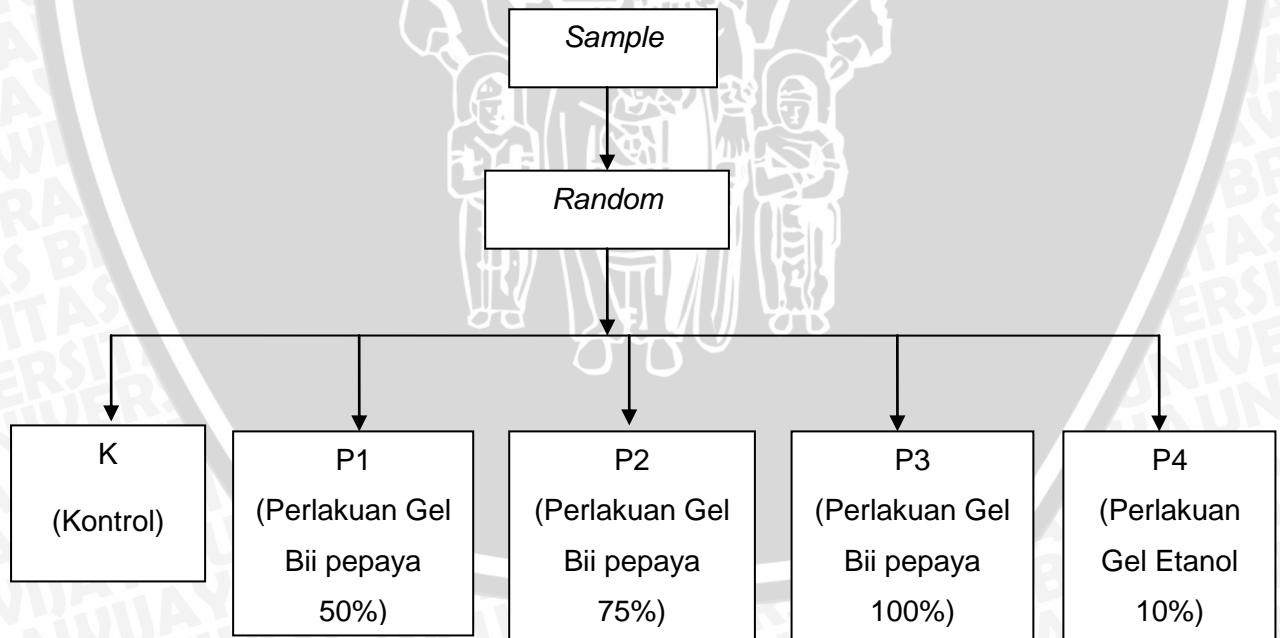 Sample
Random
K
(Kontrol)
P1
(Perlakuan Gel
Bii pepaya
50%)
P2
(Perlakuan Gel
Bii pepaya
75%)
P3
(Perlakuan Gel
Bii pepaya
100%)
P4
(Perlakuan
Gel Etanol
10%)